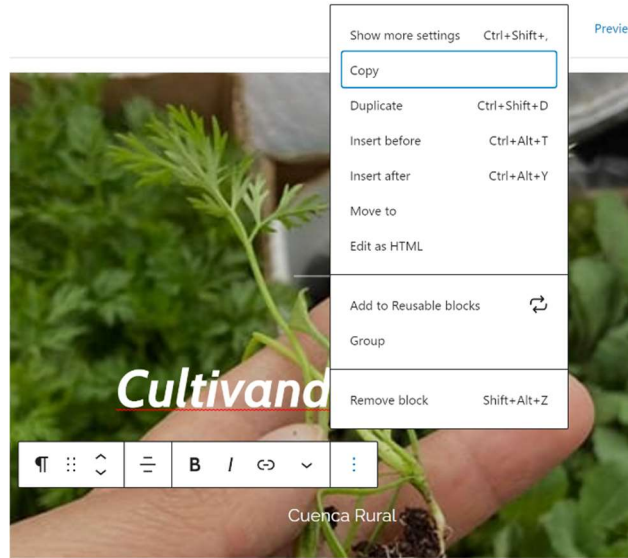 Show more settings Ctrl+Shift+,
Copy
Duplicate Ctrl+Shift+D
Insert before Ctrl+Alt+T
Insert after Ctrl+Alt+Y
Move to
Edit as HTML
Add to Reusable blocks
Group
Remove block Shift+Alt+Z
Cultivand
B I
Cuenca Rural